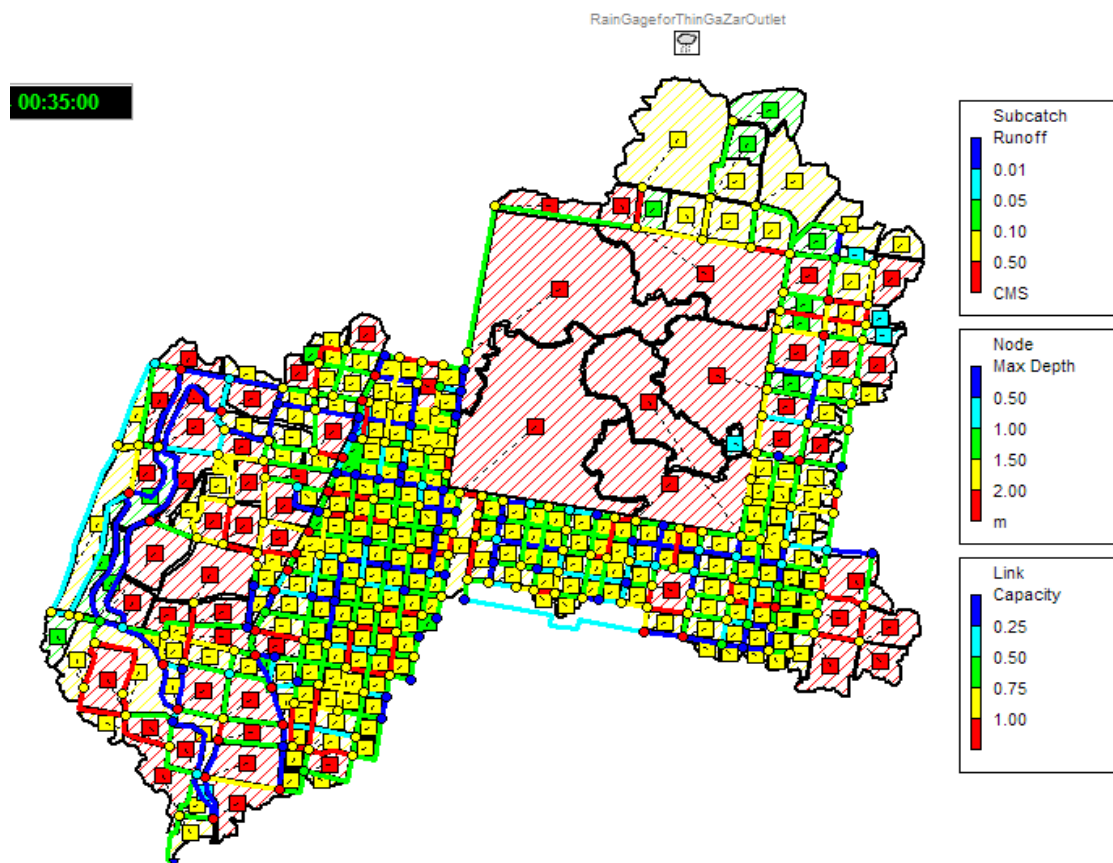 RainGageforThinGaZarOutlet
00:35:00
Subcatch
Runoff
0.01
0.05
0.10
0.50
CMS
Node
Max Depth
0.50
1.00
1.50
2.00
m
Link
Capacity
0.25
0.50
0.75
1.00